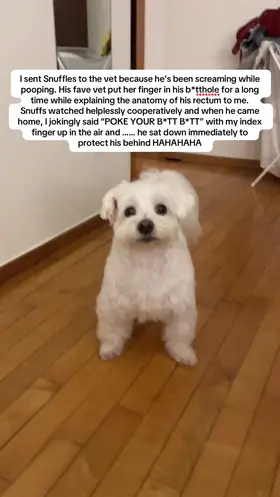 I sent Snuffles to the vet because he's been screaming while
pooping. His fave vet put her finger in his b*tthole for a long
time while explaining the anatomy of his rectum to me.
Snuffs watched helplessly cooperatively and when he came
home, I jokingly said “POKE YOUR B*TT B*TT” with my index
finger up in the air and ...... he sat down immediately to
protect his behind HAHAHAHA